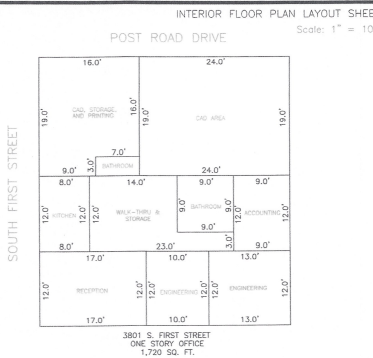 INTERIOR FLOOR PLAN LAYOUT SHEE
Scale: 1" = 10
POST ROAD DRIVE
SOUTH FIRST STREET
16.0'
24.0'
19.0'
CAD, STORAGE,
AND PRINTING
16.0'
CAD AREA
19.0'
7.0'
3.0'
BATHROOM
9.0'
24.0'
8.0'
14.0'
9.0'
9.0'
12.0'
KITCHEN
12.0'
WALK-THRU &
STORAGE
9.0'
BATHROOM
9.0'
12.0'
ACCOUNTING
12.0'
9.0'
3.0'
8.0'
23.0'
9.0'
17.0'
10.0'
13.0'
12.0'
RECEPTION
12.0'
ENGINEERING
12.0'
ENGINEERING
12.0'
17.0'
10.0'
13.0'
3801 S. FIRST STREET
ONE STORY OFFICE
1,720 SQ. FT.